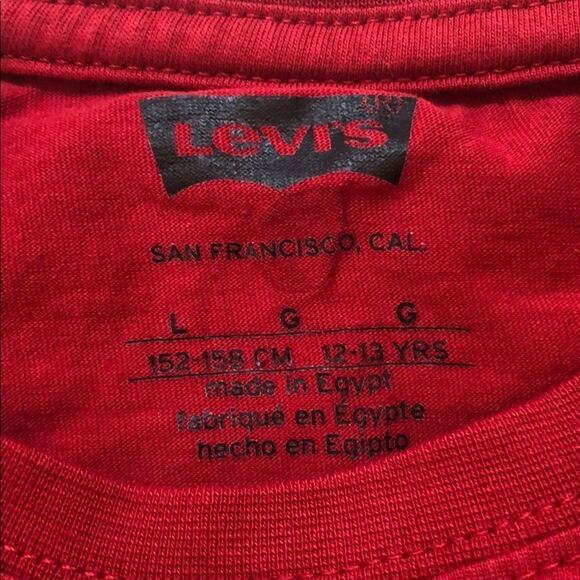 (R)
Levi's
SAN FRANCISCO, CAL.
L G G
152-158 CM 12-13 YRS
made in Egypt
fabriqué en Égypte
hecho en Egipto